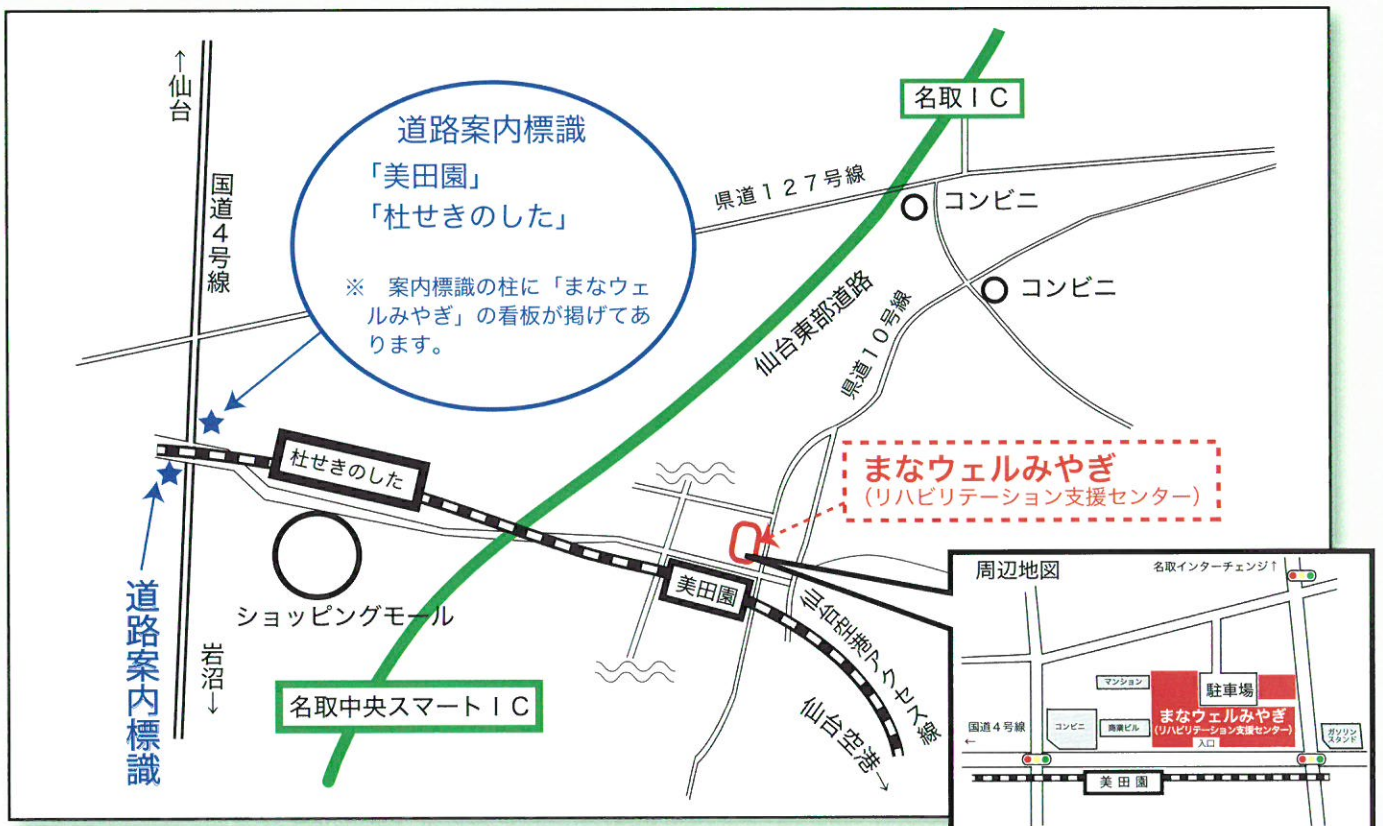 ↑仙台
国道4号線
道路案内標識
「美田園」
「杜せきのした」
※　案内標識の柱に「まなウェ
ルみやぎ」の看板が掲げてあ
ります。
名取ＩＣ
県道１２７号線
コンビニ
コンビニ
仙台東部道路
県道１０号線
杜せきのした
まなウェルみやぎ
（リハビリテーション支援センター）
美田園
ショッピングモール
道路案内標識
岩沼↓
名取中央スマートＩＣ
仙台空港アクセス線
仙台空港↓
周辺地図
名取インターチェンジ↑
マンション
駐車場
国道４号線
←
コンビニ
商業ビル
まなウェルみやぎ
（リハビリテーション支援センター）
入口
ガソリン
スタンド
美田園